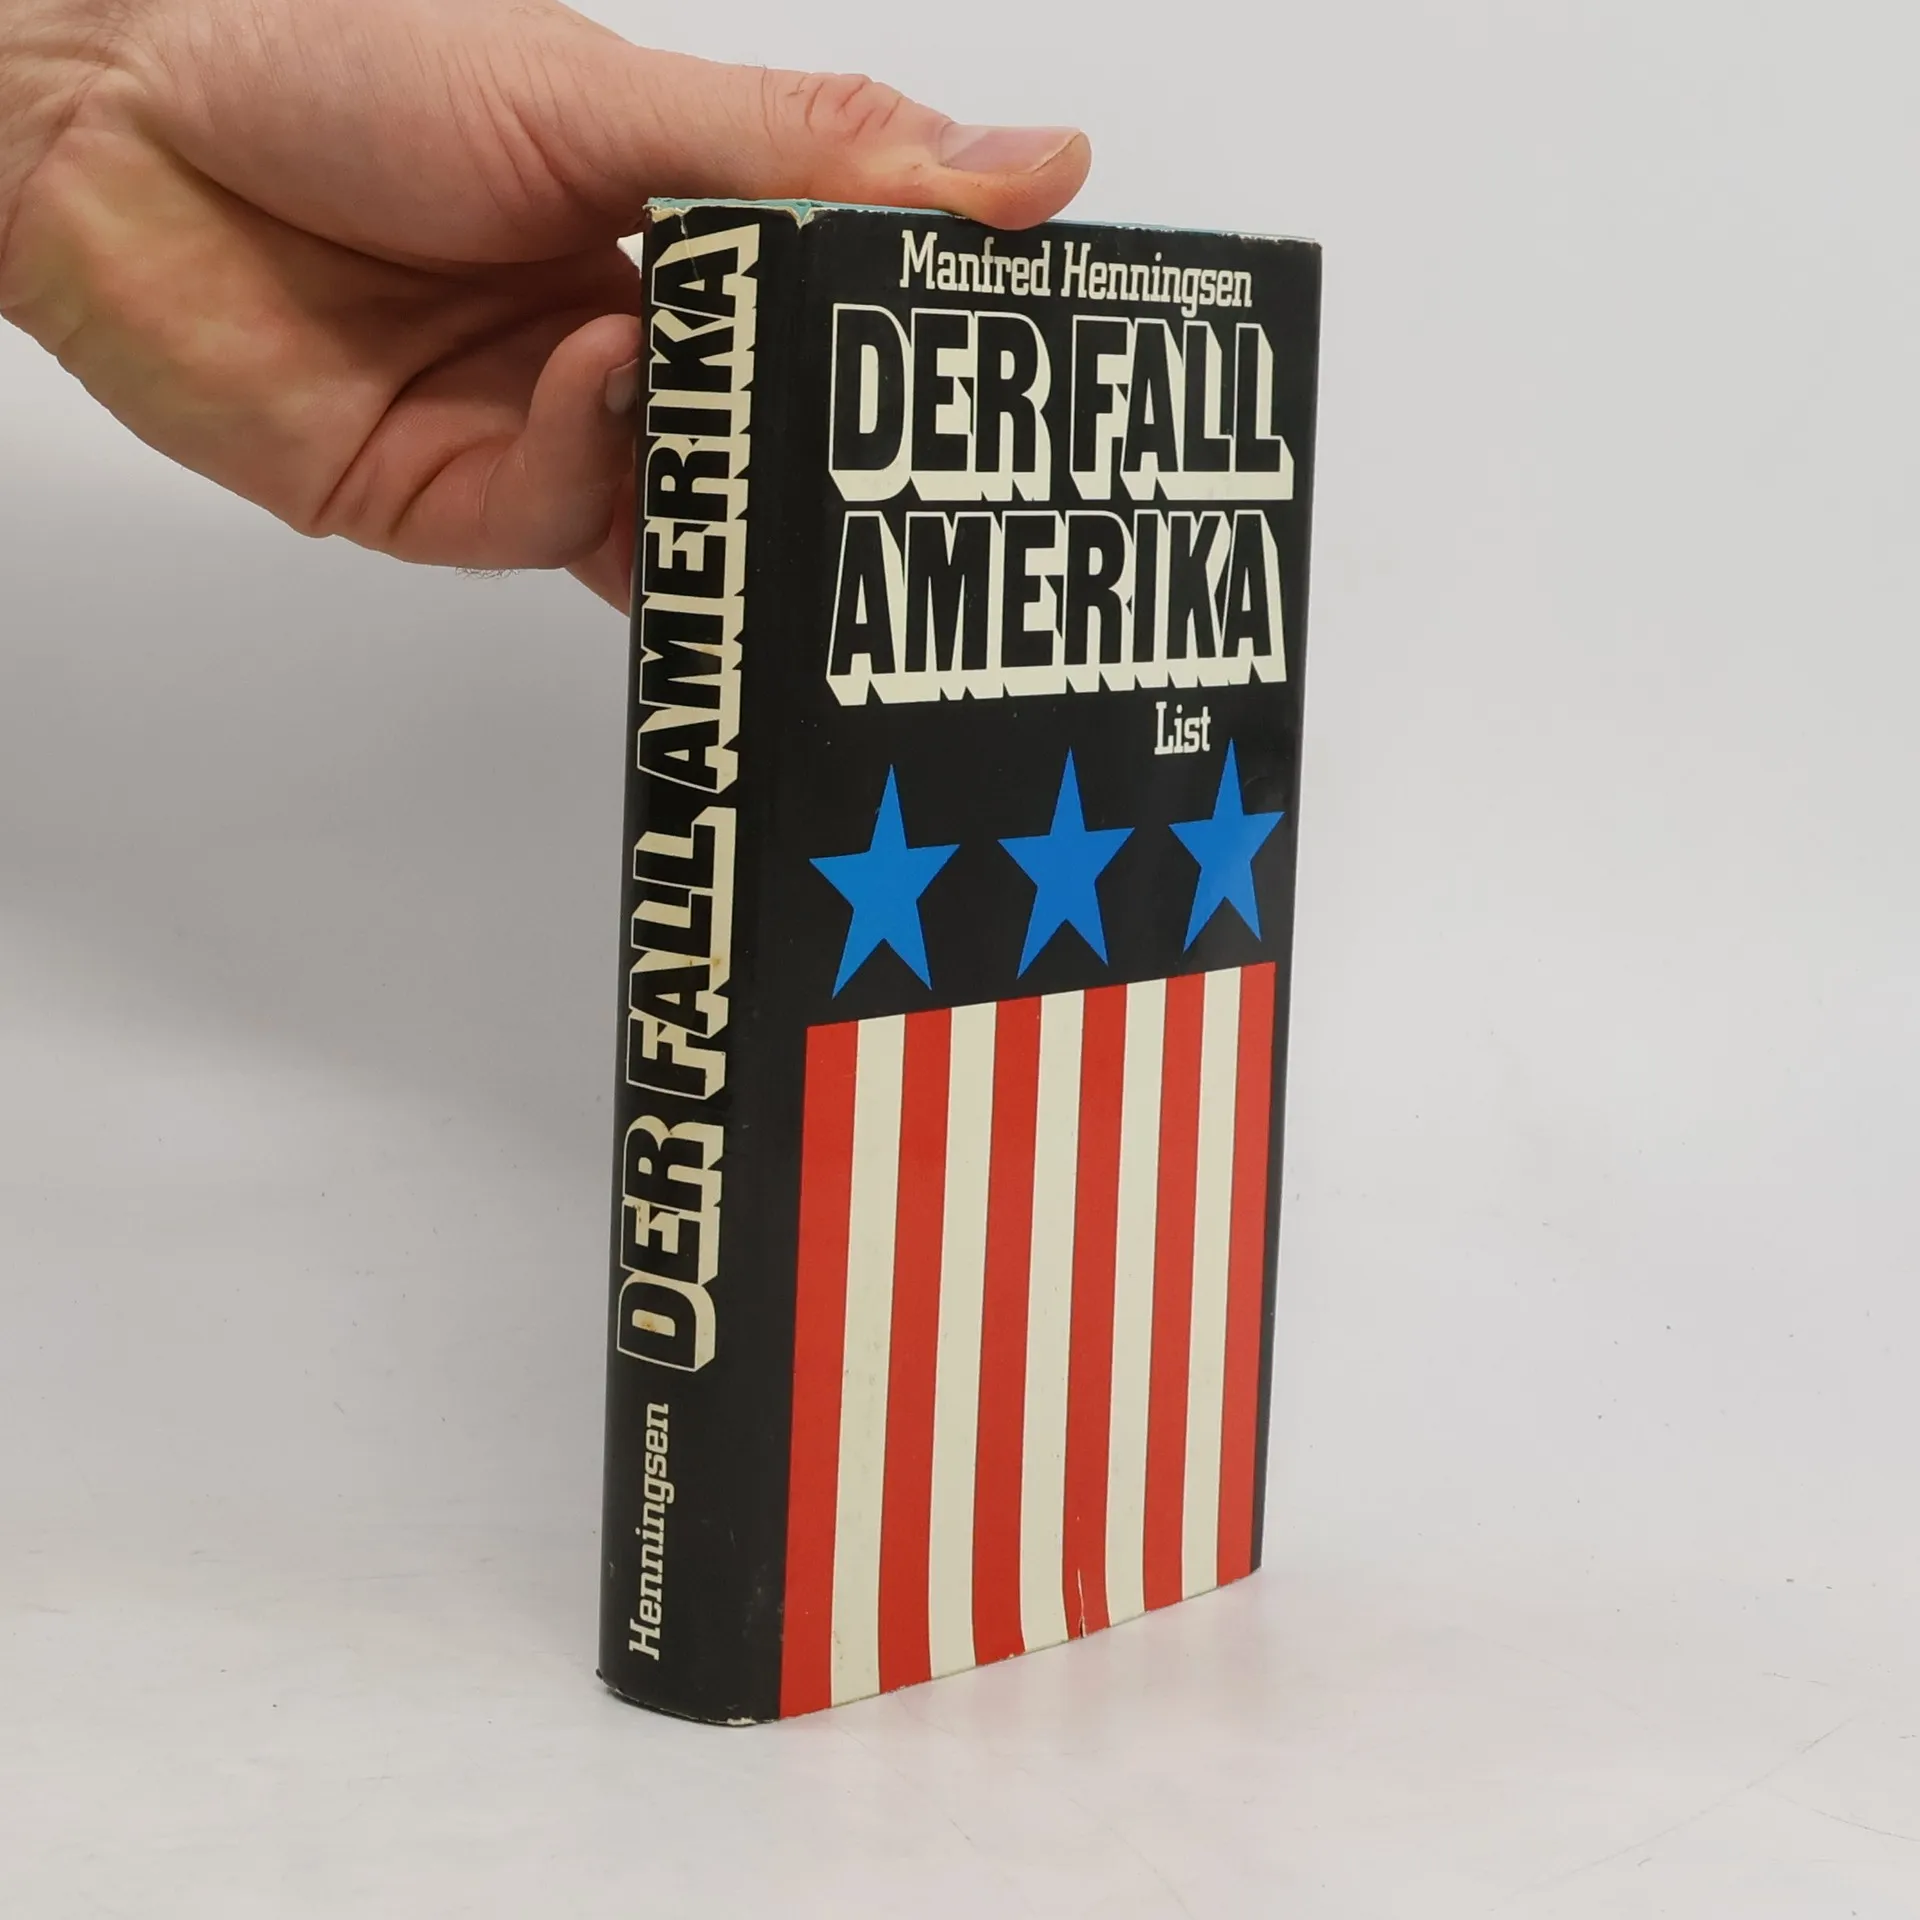 Manfred Henningsen
DER FALL
AMERIKA
List
Henningsen DER FALL AMERIKA